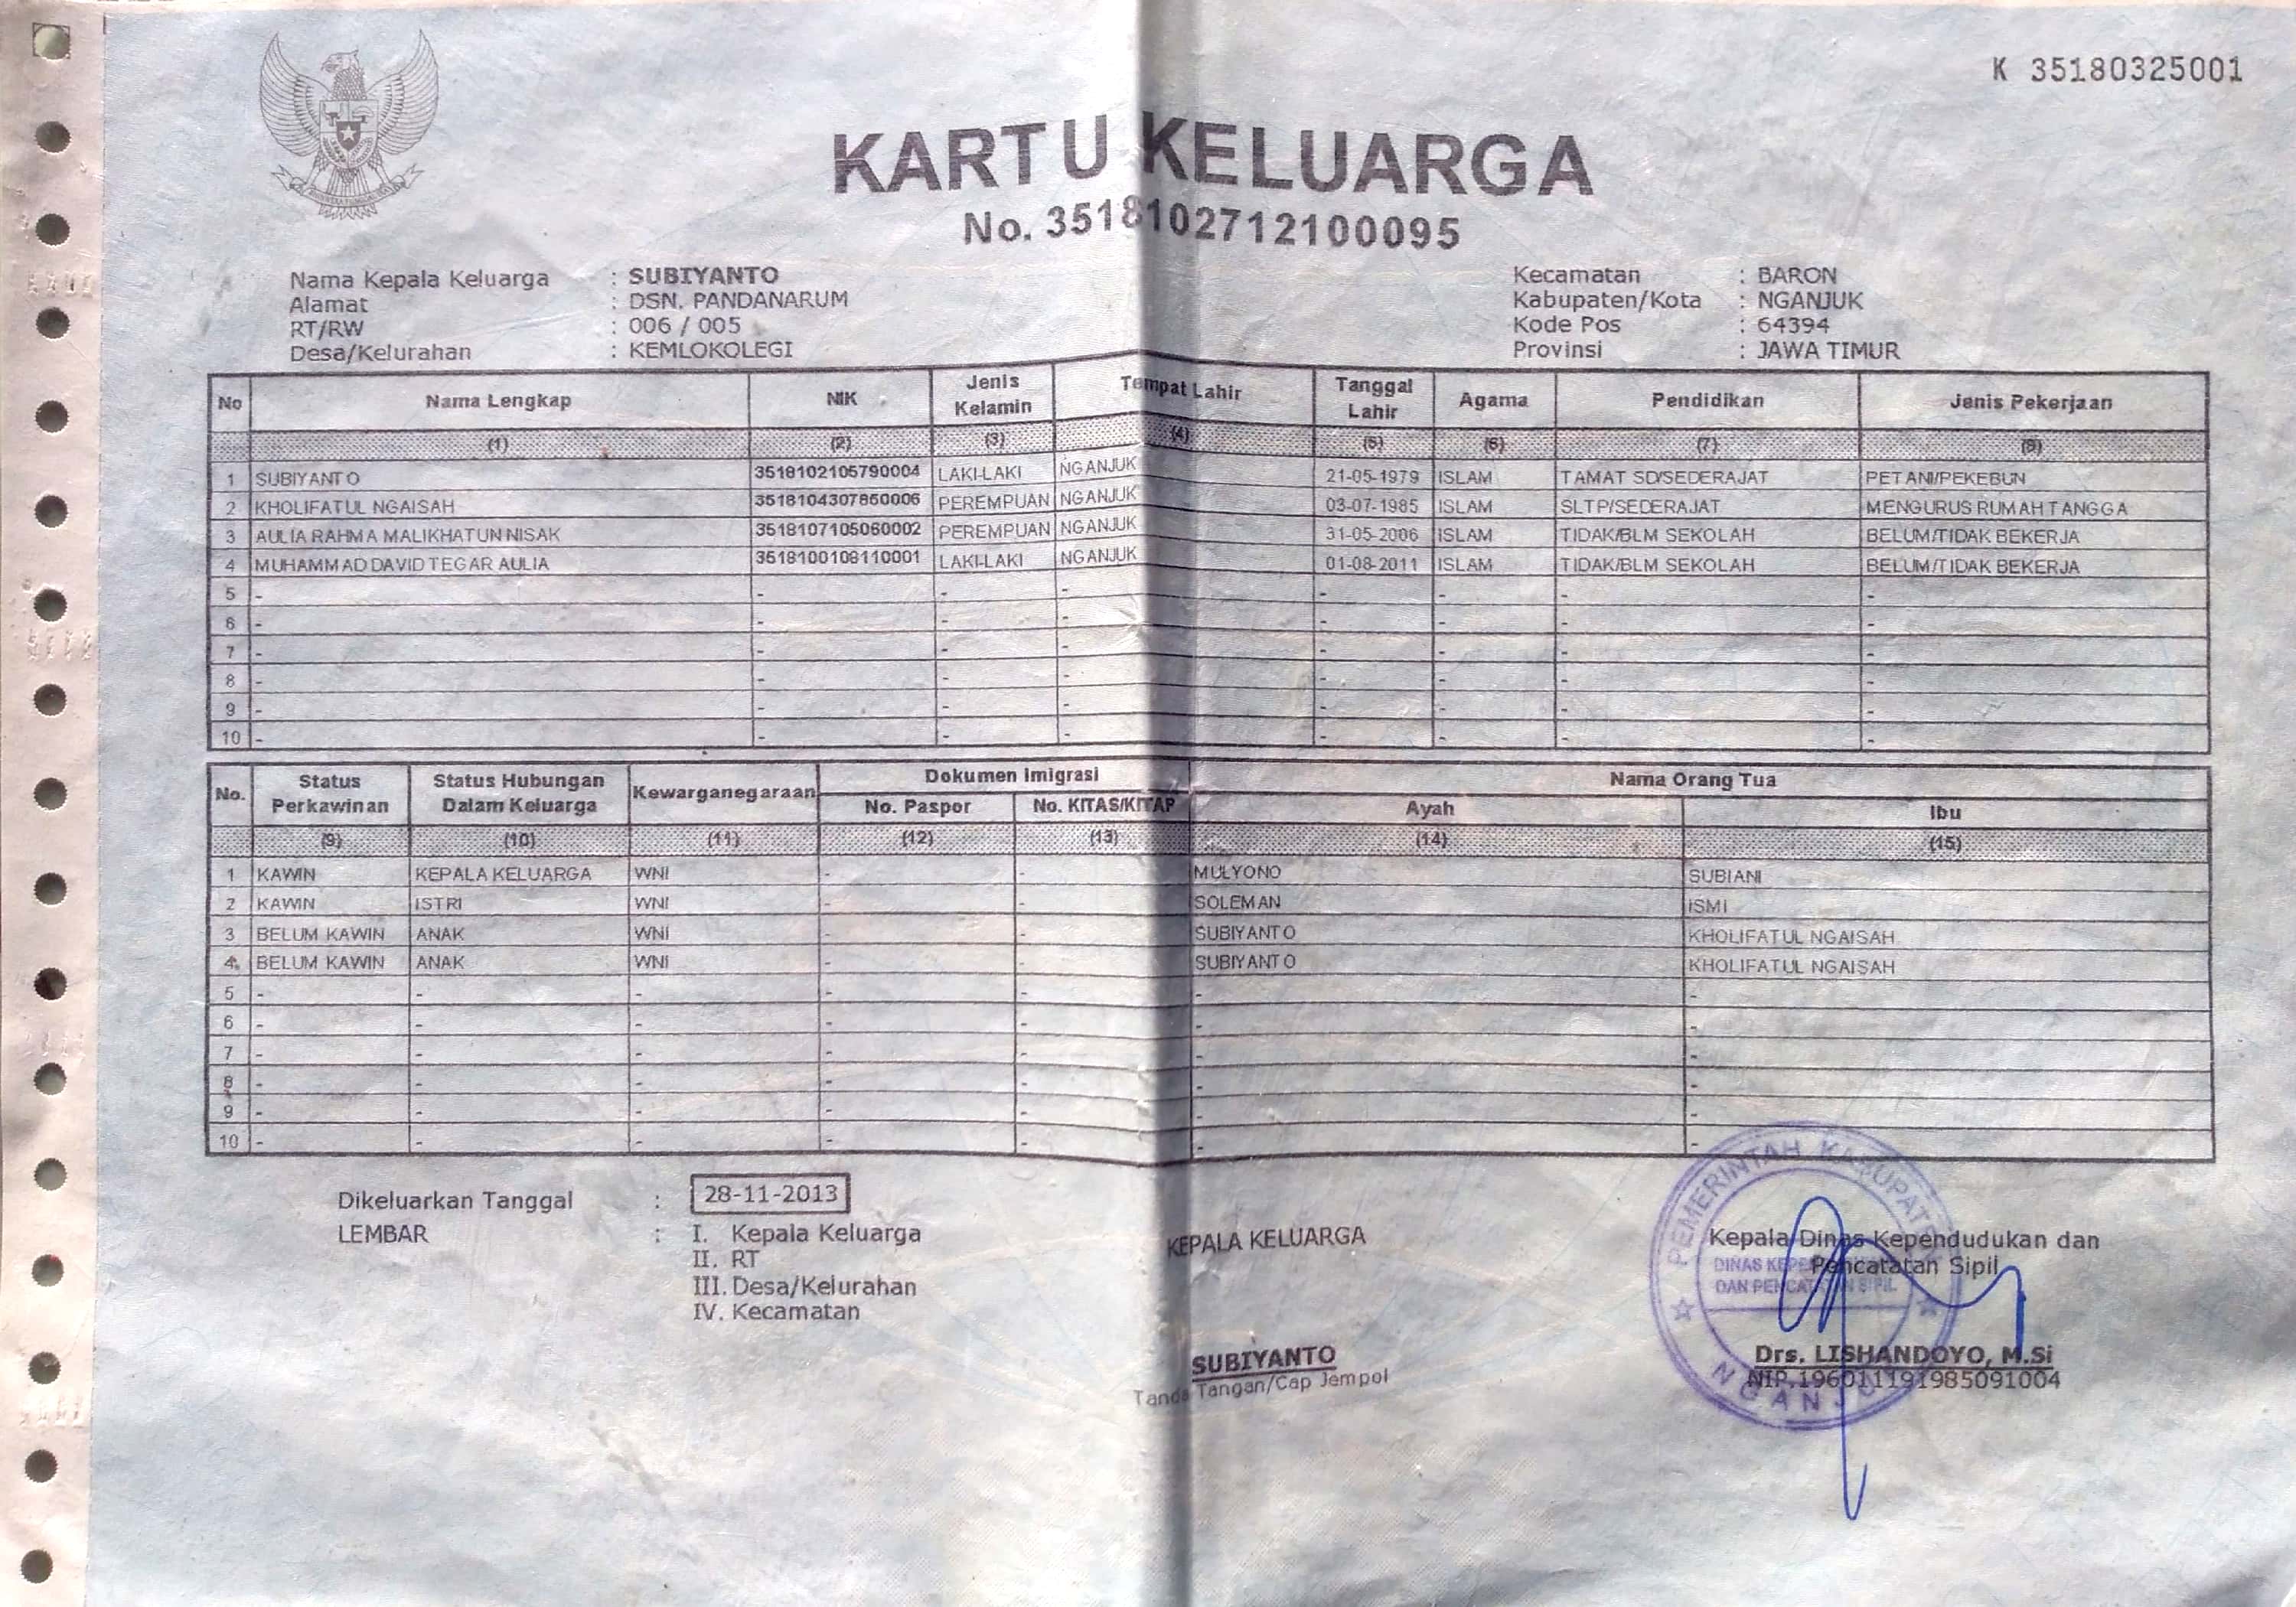 K 35180325001
KARTU KELUARGA
No. 3518102712100095
Nama Kepala Keluarga : SUBIYANTO Kecamatan : BARON
Alamat : DSN. PANDANARUM Kabupaten/Kota : NGANJUK
RT/RW : 006 / 005 Kode Pos : 64394
Desa/Kelurahan : KEMLOKOLEGI Provinsi : JAWA TIMUR
No Nama Lengkap NIK Jenis Kelamin Tempat Lahir Tanggal Lahir Agama Pendidikan Jenis Pekerjaan
(1) (2) (3) (4) (5) (6) (7) (8)
1 SUBIYANTO 3518102105790004 LAKI-LAKI NGANJUK 21-05-1979 ISLAM TAMAT SD/SEDERAJAT PETANI/PEKEBUN
2 KHOLIFATUL NGAISAH 3518104307850006 PEREMPUAN NGANJUK 03-07-1985 ISLAM SLTP/SEDERAJAT MENGURUS RUMAH TANGGA
3 AULIA RAHMA MALIKHATUN NISAK 3518107105060002 PEREMPUAN NGANJUK 31-05-2006 ISLAM TIDAK/BLM SEKOLAH BELUM/TIDAK BEKERJA
4 MUHAMMAD DAVID TEGAR AULIA 3518100108110001 LAKI-LAKI NGANJUK 01-08-2011 ISLAM TIDAK/BLM SEKOLAH BELUM/TIDAK BEKERJA
5 - - - - - - - -
6 - - - - - - - -
7 - - - - - - - -
8 - - - - - - - -
9 - - - - - - - -
10 - - - - - - - -
No. Status Perkawinan Status Hubungan Dalam Keluarga Kewarganegaraan Dokumen Imigrasi Nama Orang Tua
No. Paspor No. KITAS/KITAP Ayah Ibu
(9) (10) (11) (12) (13) (14) (15)
1 KAWIN KEPALA KELUARGA WNI - - MULYONO SUBIANI
2 KAWIN ISTRI WNI - - SOLEMAN ISMI
3 BELUM KAWIN ANAK WNI - - SUBIYANTO KHOLIFATUL NGAISAH
4 BELUM KAWIN ANAK WNI - - SUBIYANTO KHOLIFATUL NGAISAH
5 - - - - - - -
6 - - - - - - -
7 - - - - - - -
8 - - - - - - -
9 - - - - - - -
10 - - - - - - -
Dikeluarkan Tanggal : 28-11-2013
LEMBAR : I. Kepala Keluarga
II. RT
III. Desa/Kelurahan
IV. Kecamatan
KEPALA KELUARGA
SUBIYANTO
Tanda Tangan/Cap Jempol
Kepala Dinas Kependudukan dan
Pencatatan Sipil
Drs. LISHANDOYO, M.Si
NIP.196011191985091004
PEMERINTAH KABUPATEN
NGANJUK